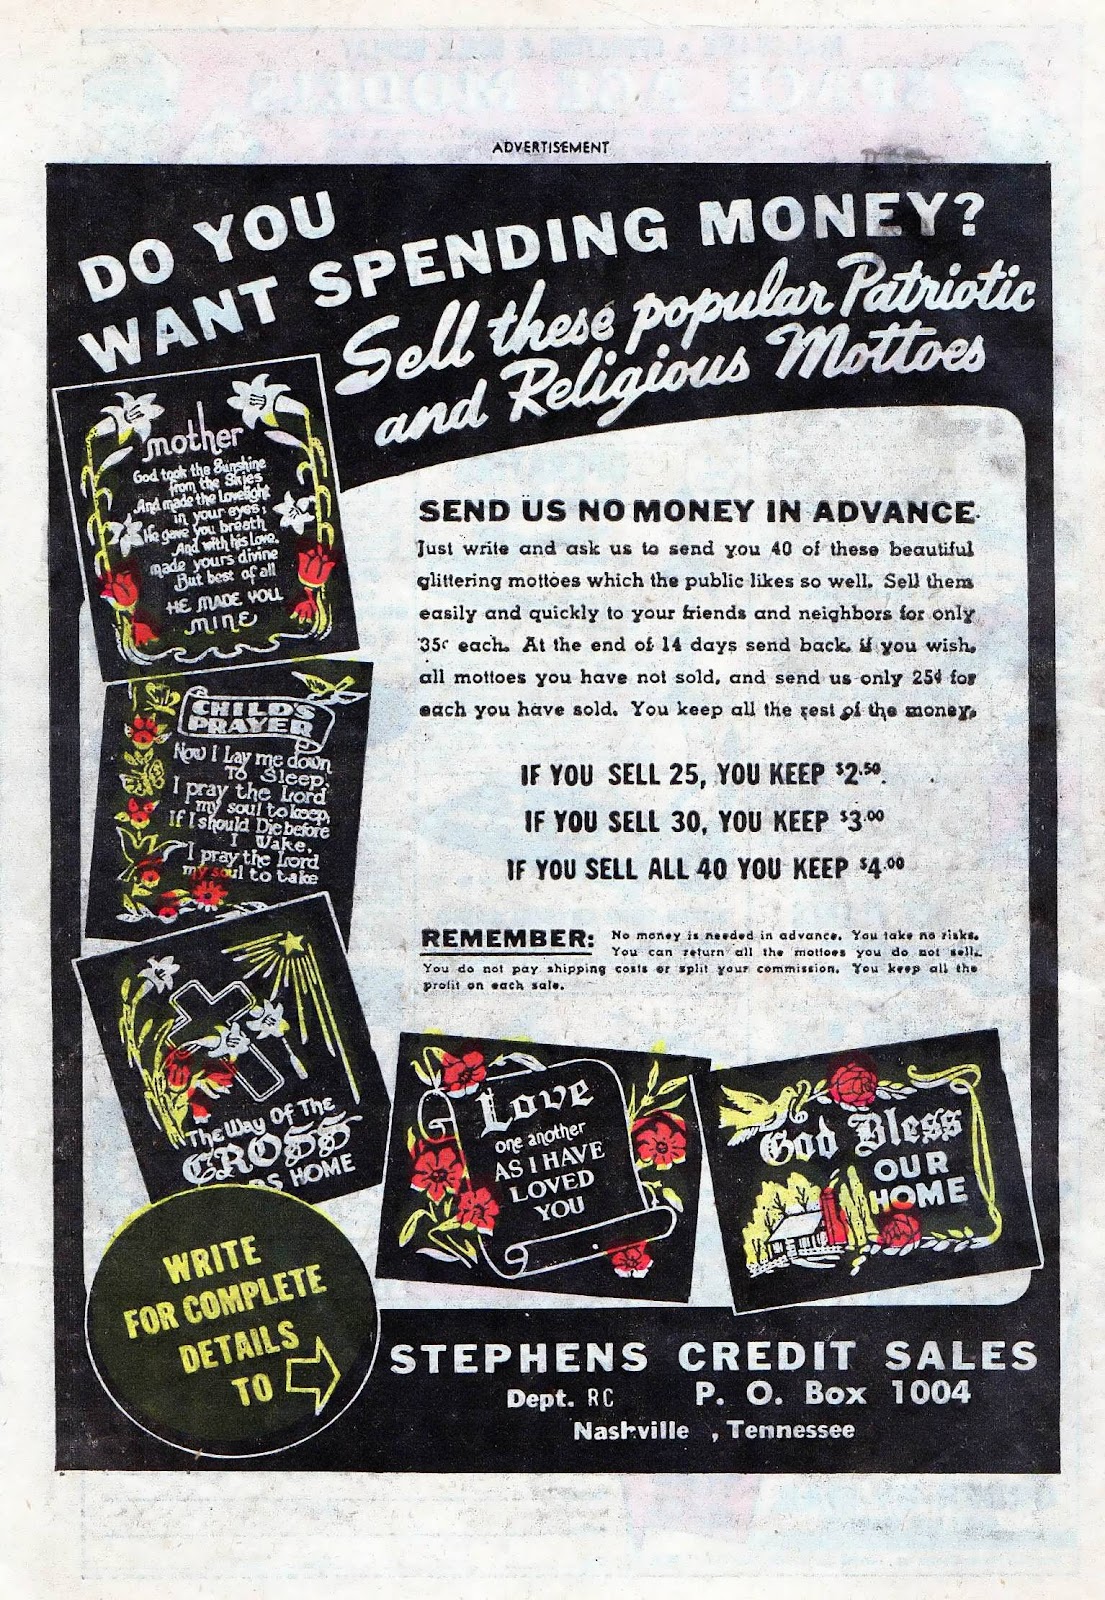 ADVERTISEMENT
DO YOU
WANT SPENDING MONEY?
Sell these popular Patriotic
and Religious Mottoes
mother
God took the Sunshine
from the Skies
And made the Lovelight
in your eyes;
He gave you breath
And with his Love,
made yours divine
But best of all
HE MADE YOU
MINE
CHILD'S
PRAYER
Now I Lay me down
To Sleep,
I pray the Lord
my soul to keep,
If I should Die before
I Wake,
I pray the Lord
my soul to take
The Way Of The
CROSS
DS HOME
SEND US NO MONEY IN ADVANCE
Just write and ask us to send you 40 of these beautiful
glittering mottoes which the public likes so well. Sell them
easily and quickly to your friends and neighbors for only
35¢ each. At the end of 14 days send back, if you wish,
all mottoes you have not sold, and send us only 25¢ for
each you have sold. You keep all the rest of the money.
IF YOU SELL 25, YOU KEEP $2.50.
IF YOU SELL 30, YOU KEEP $3.00
IF YOU SELL ALL 40 YOU KEEP $4.00
REMEMBER: No money is needed in advance. You take no risks.
You can return all the mottoes you do not sell.
You do not pay shipping costs or split your commission. You keep all the
profit on each sale.
Love
one another
AS I HAVE
LOVED
YOU
God Bless
OUR
HOME
WRITE
FOR COMPLETE
DETAILS
TO
STEPHENS CREDIT SALES
Dept. RC P. O. Box 1004
Nashville , Tennessee